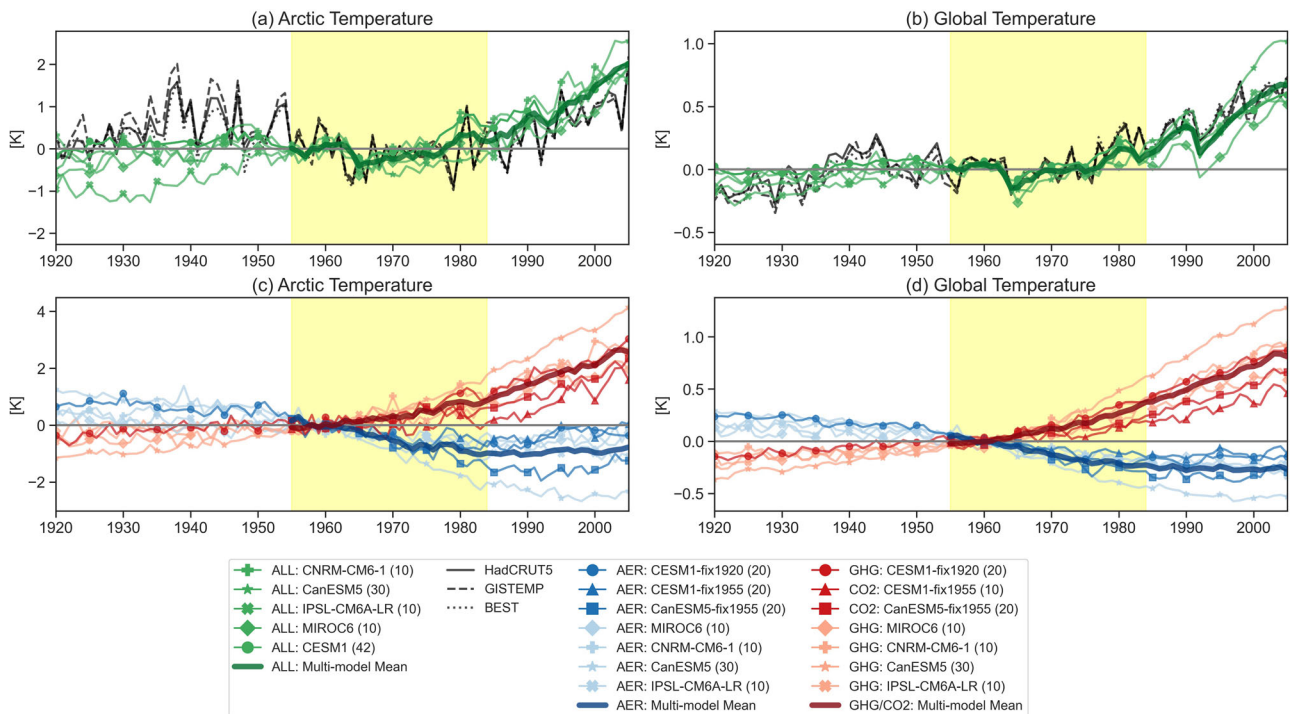 (a) Arctic Temperature
(b) Global Temperature
[K]
2
1
0
−1
−2
1920 1930 1940 1950 1960 1970 1980 1990 2000
[K]
1.0
0.5
0.0
−0.5
1920 1930 1940 1950 1960 1970 1980 1990 2000
(c) Arctic Temperature
(d) Global Temperature
[K]
4
2
0
−2
1920 1930 1940 1950 1960 1970 1980 1990 2000
[K]
1.0
0.5
0.0
−0.5
1920 1930 1940 1950 1960 1970 1980 1990 2000
ALL: CNRM-CM6-1 (10)
ALL: CanESM5 (30)
ALL: IPSL-CM6A-LR (10)
ALL: MIROC6 (10)
ALL: CESM1 (42)
ALL: Multi-model Mean
HadCRUT5
GISTEMP
BEST
AER: CESM1-fix1920 (20)
AER: CESM1-fix1955 (20)
AER: CanESM5-fix1955 (20)
AER: MIROC6 (10)
AER: CNRM-CM6-1 (10)
AER: CanESM5 (30)
AER: IPSL-CM6A-LR (10)
AER: Multi-model Mean
GHG: CESM1-fix1920 (20)
CO2: CESM1-fix1955 (10)
CO2: CanESM5-fix1955 (20)
GHG: MIROC6 (10)
GHG: CNRM-CM6-1 (10)
GHG: CanESM5 (30)
GHG: IPSL-CM6A-LR (10)
GHG/CO2: Multi-model Mean